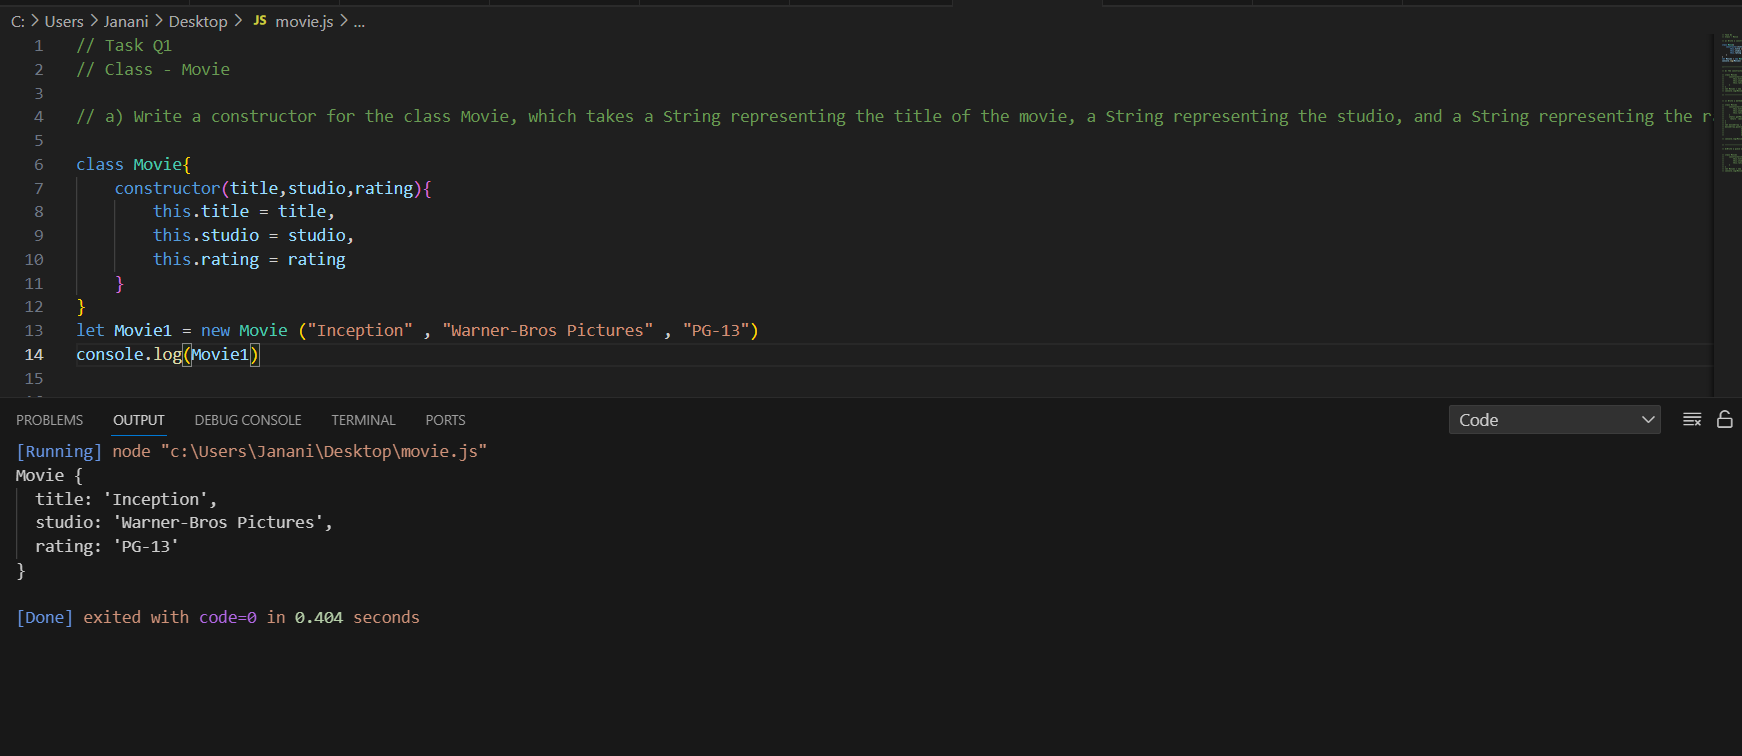 C: > Users > Janani > Desktop > JS movie.js > ...
1 // Task Q1
2 // Class - Movie
3
4 // a) Write a constructor for the class Movie, which takes a String representing the title of the movie, a String representing the studio, and a String representing the
5
6 class Movie{
7     constructor(title,studio,rating){
8         this.title = title,
9         this.studio = studio,
10         this.rating = rating
11     }
12 }
13 let Movie1 = new Movie ("Inception" , "Warner-Bros Pictures" , "PG-13")
14 console.log(Movie1)
15
PROBLEMS OUTPUT DEBUG CONSOLE TERMINAL PORTS Code
[Running] node "c:\Users\Janani\Desktop\movie.js"
Movie {
  title: 'Inception',
  studio: 'Warner-Bros Pictures',
  rating: 'PG-13'
}
[Done] exited with code=0 in 0.404 seconds